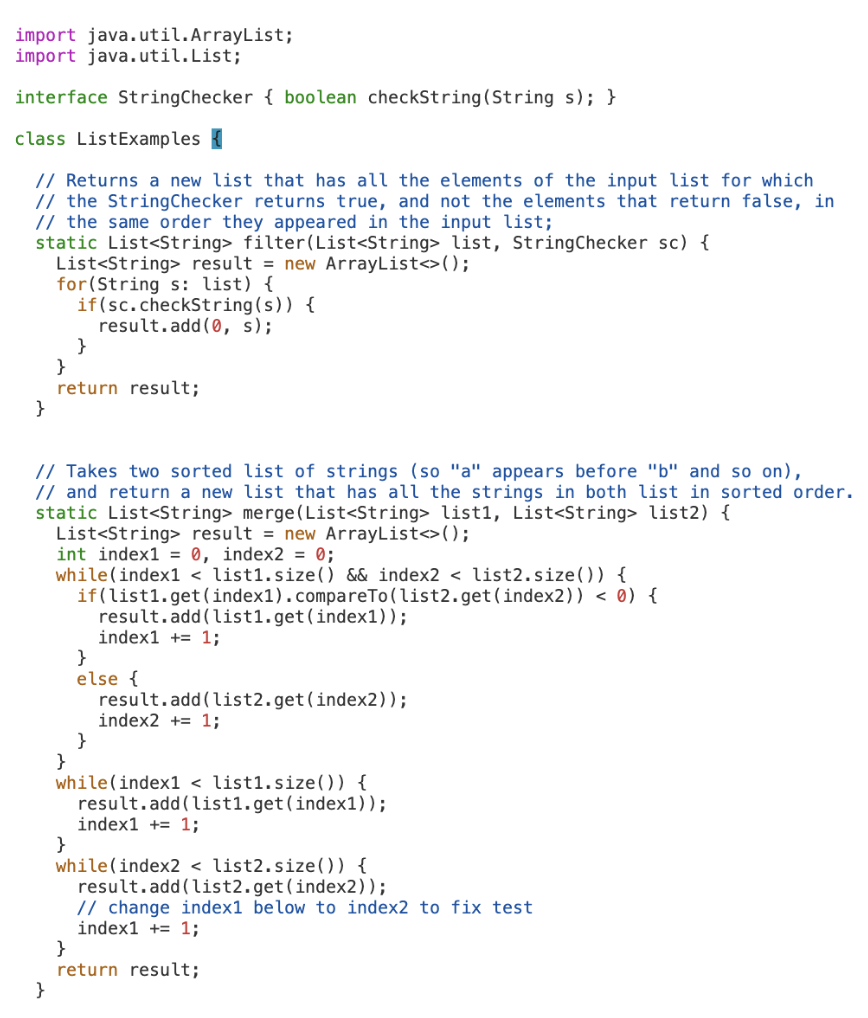 import java.util.ArrayList;
import java.util.List;

interface StringChecker { boolean checkString(String s); }

class ListExamples {

  // Returns a new list that has all the elements of the input list for which
  // the StringChecker returns true, and not the elements that return false, in
  // the same order they appeared in the input list;
  static List<String> filter(List<String> list, StringChecker sc) {
    List<String> result = new ArrayList<>();
    for(String s: list) {
      if(sc.checkString(s)) {
        result.add(0, s);
      }
    }
    return result;
  }


  // Takes two sorted list of strings (so "a" appears before "b" and so on),
  // and return a new list that has all the strings in both list in sorted order.
  static List<String> merge(List<String> list1, List<String> list2) {
    List<String> result = new ArrayList<>();
    int index1 = 0, index2 = 0;
    while(index1 < list1.size() && index2 < list2.size()) {
      if(list1.get(index1).compareTo(list2.get(index2)) < 0) {
        result.add(list1.get(index1));
        index1 += 1;
      }
      else {
        result.add(list2.get(index2));
        index2 += 1;
      }
    }
    while(index1 < list1.size()) {
      result.add(list1.get(index1));
      index1 += 1;
    }
    while(index2 < list2.size()) {
      result.add(list2.get(index2));
      // change index1 below to index2 to fix test
      index1 += 1;
    }
    return result;
  }